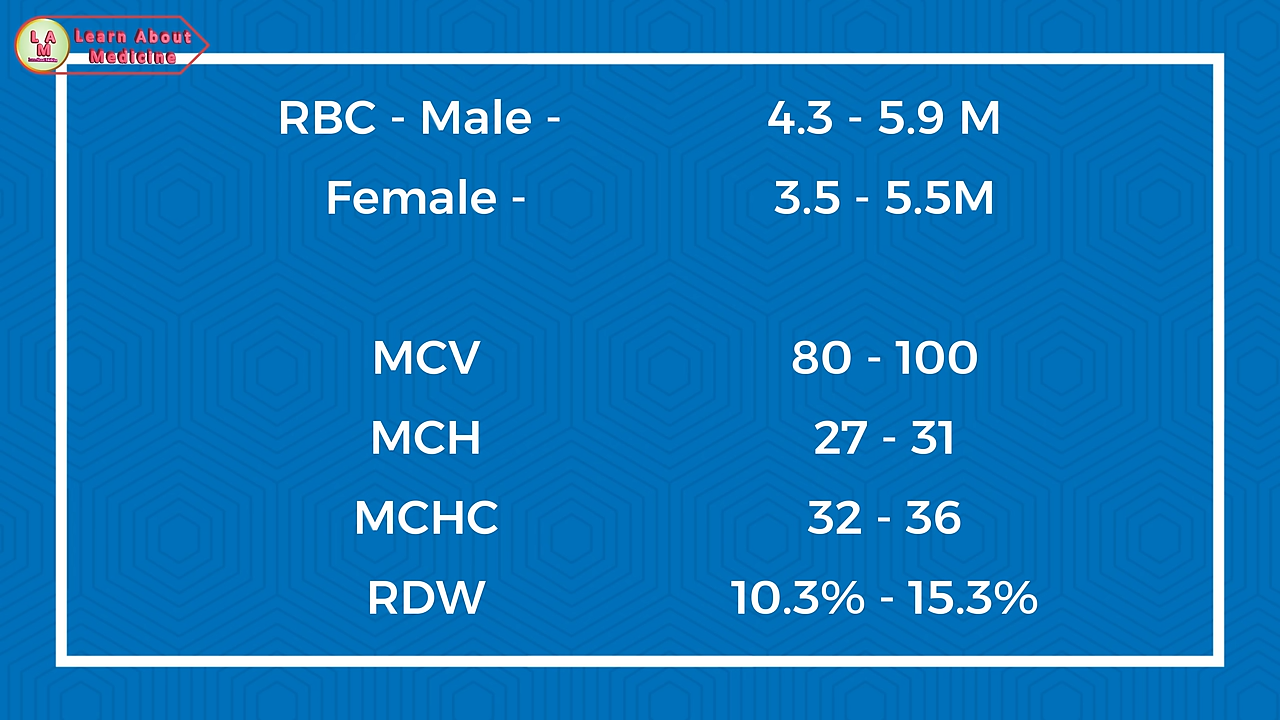 L A
M
Learn About
Medicine
RBC - Male - 4.3 - 5.9 M
Female - 3.5 - 5.5M
MCV 80 - 100
MCH 27 - 31
MCHC 32 - 36
RDW 10.3% - 15.3%